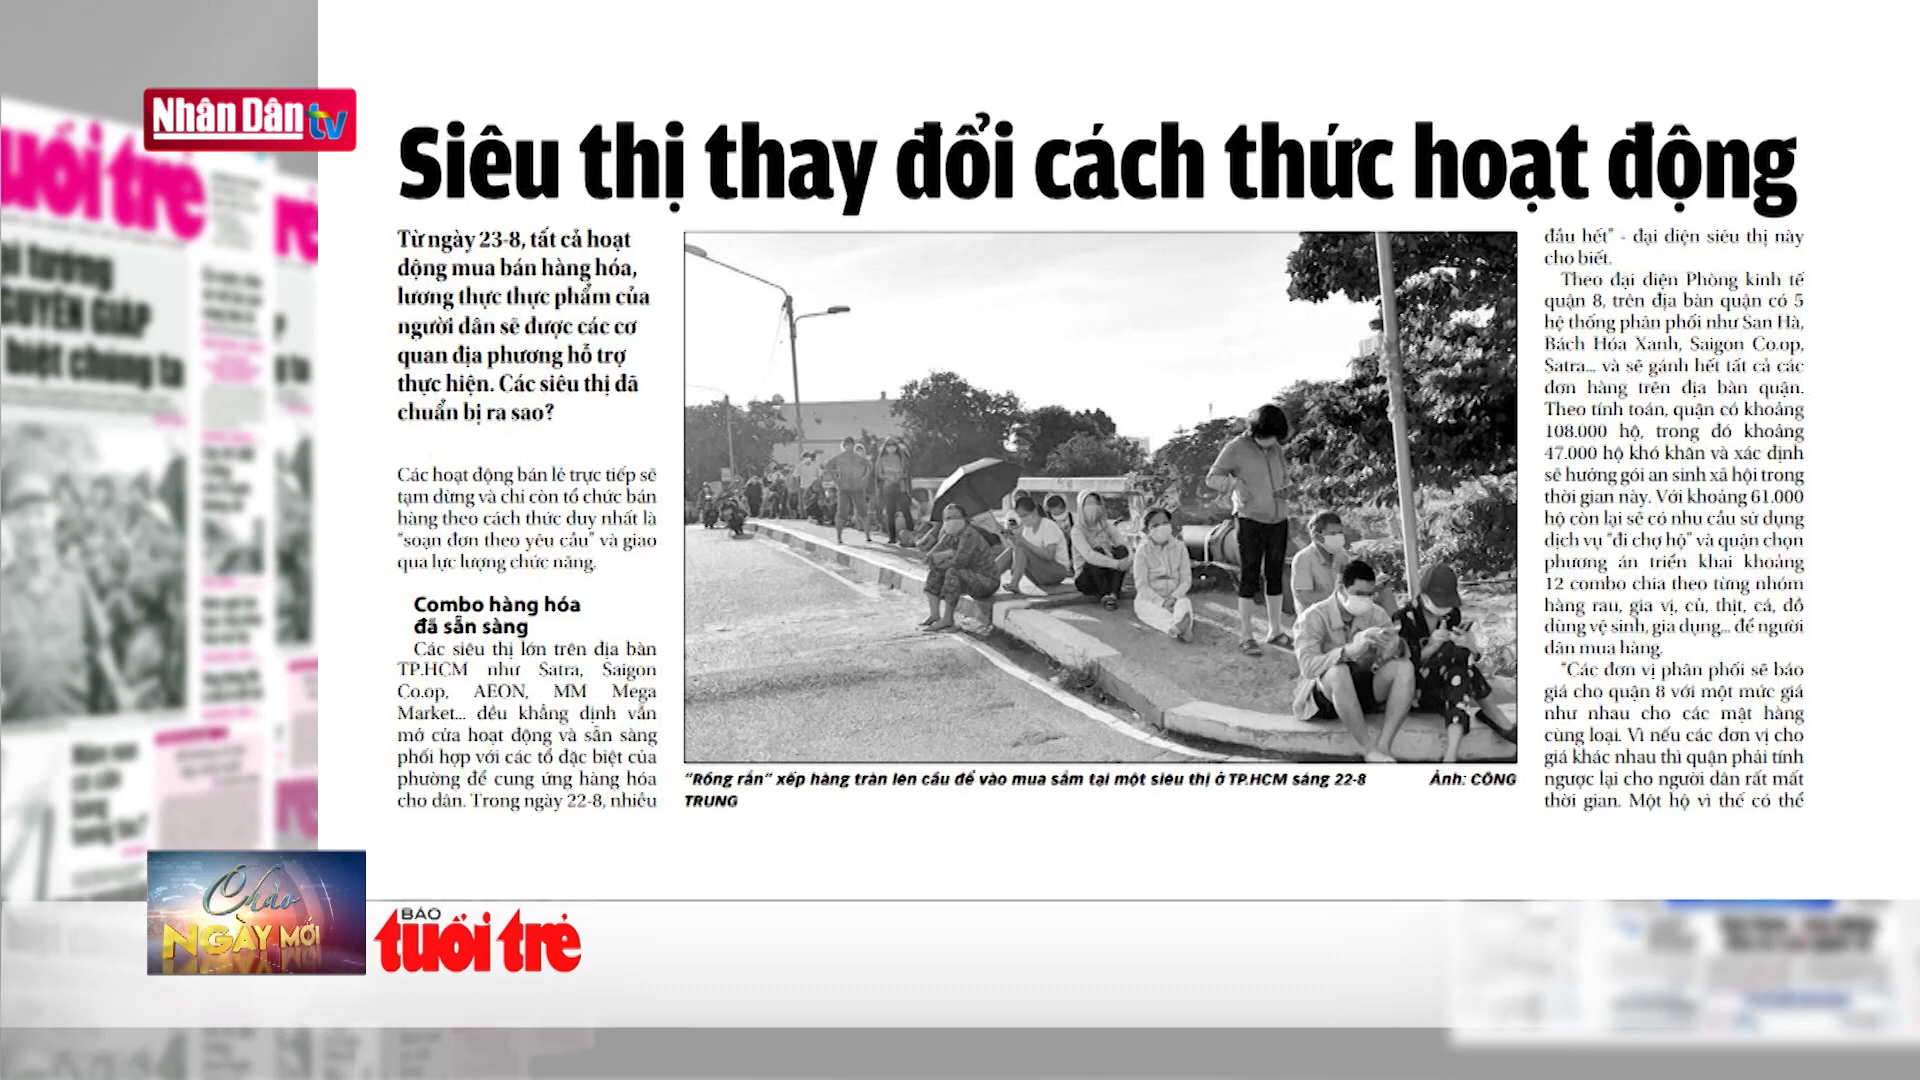 Nhân Dân tv
tuổi trẻ
Siêu thị thay đổi cách thức hoạt động
Từ ngày 23-8, tất cả hoạt
động mua bán hàng hóa,
lương thực thực phẩm của
người dân sẽ được các cơ
quan địa phương hỗ trợ
thực hiện. Các siêu thị đã
chuẩn bị ra sao?
Các hoạt động bán lẻ trực tiếp sẽ
tạm dừng và chỉ còn tổ chức bán
hàng theo cách thức duy nhất là
"soạn đơn theo yêu cầu" và giao
qua lực lượng chức năng.
Combo hàng hóa
đã sẵn sàng
Các siêu thị lớn trên địa bàn
TP.HCM như Satra, Saigon
Co.op, AEON, MM Mega
Market... đều khẳng định vẫn
mở cửa hoạt động và sẵn sàng
phối hợp với các tổ đặc biệt của
phường để cung ứng hàng hóa
cho dân. Trong ngày 22-8, nhiều
"Rồng rắn" xếp hàng tràn lên cầu để vào mua sắm tại một siêu thị ở TP.HCM sáng 22-8 Ảnh: CÔNG
TRUNG
đầu hết" - đại diện siêu thị này
cho biết.
Theo đại diện Phòng kinh tế
quận 8, trên địa bàn quận có 5
hệ thống phân phối như San Hà,
Bách Hóa Xanh, Saigon Co.op,
Satra... và sẽ gánh hết tất cả các
đơn hàng trên địa bàn quận.
Theo tính toán, quận có khoảng
108.000 hộ, trong đó khoảng
47.000 hộ khó khăn và xác định
sẽ hưởng gói an sinh xã hội trong
thời gian này. Với khoảng 61.000
hộ còn lại sẽ có nhu cầu sử dụng
dịch vụ "đi chợ hộ" và quận chọn
phương án triển khai khoảng
12 combo chia theo từng nhóm
hàng rau, gia vị, củ, thịt, cá, đồ
dùng vệ sinh, gia dụng... để người
dân mua hàng.
"Các đơn vị phân phối sẽ báo
giá cho quận 8 với một mức giá
như nhau cho các mặt hàng
cùng loại. Vì nếu các đơn vị cho
giá khác nhau thì quận phải tính
ngược lại cho người dân rất mất
thời gian. Một hộ vì thế có thể
Chào
NGÀY MỚI
BÁO
tuổi trẻ